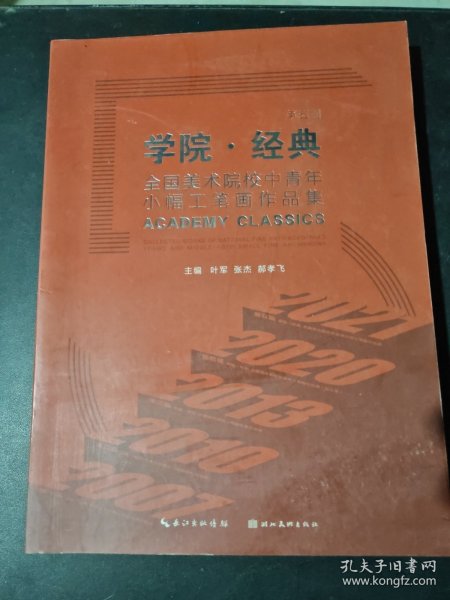 学院·经典
全国美术院校中青年
小幅工笔画作品集
ACADEMY CLASSICS
主编 叶军 张杰 郝孝飞
2021
2020
2013
2010
2007
长江出版传媒 湖北美术出版社
孔夫子旧书网
www.kongfz.com